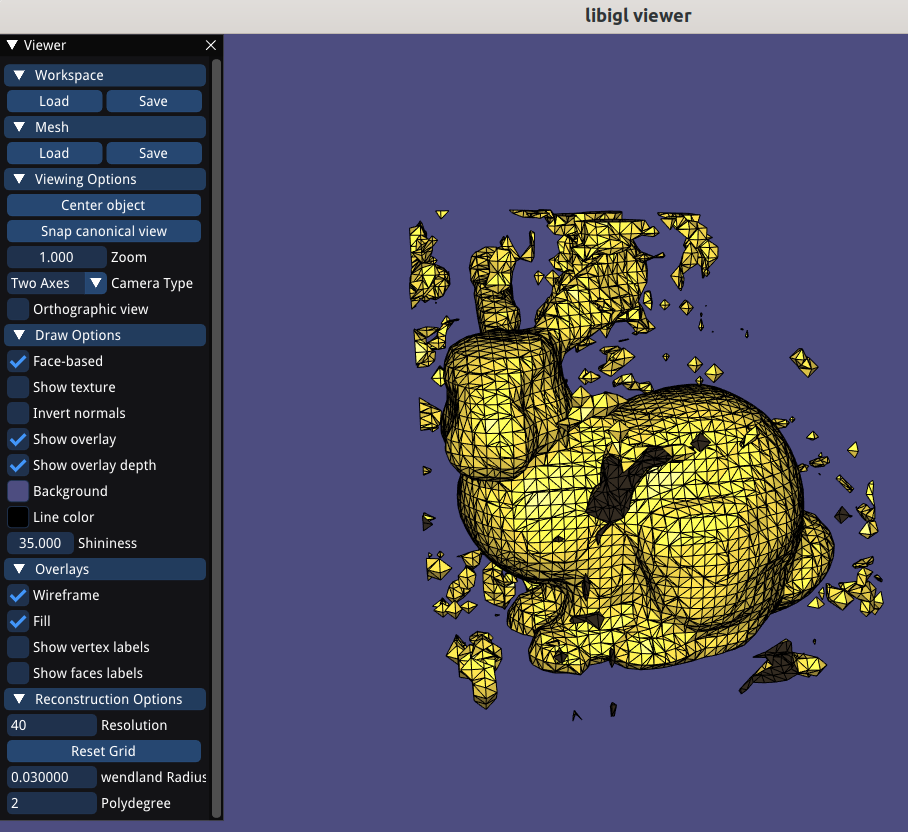 libigl viewer
Viewer
Workspace
Load Save
Mesh
Load Save
Viewing Options
Center object
Snap canonical view
1.000 Zoom
Two Axes Camera Type
Orthographic view
Draw Options
Face-based
Show texture
Invert normals
Show overlay
Show overlay depth
Background
Line color
35.000 Shininess
Overlays
Wireframe
Fill
Show vertex labels
Show faces labels
Reconstruction Options
40 Resolution
Reset Grid
0.030000 wendland Radius
2 Polydegree